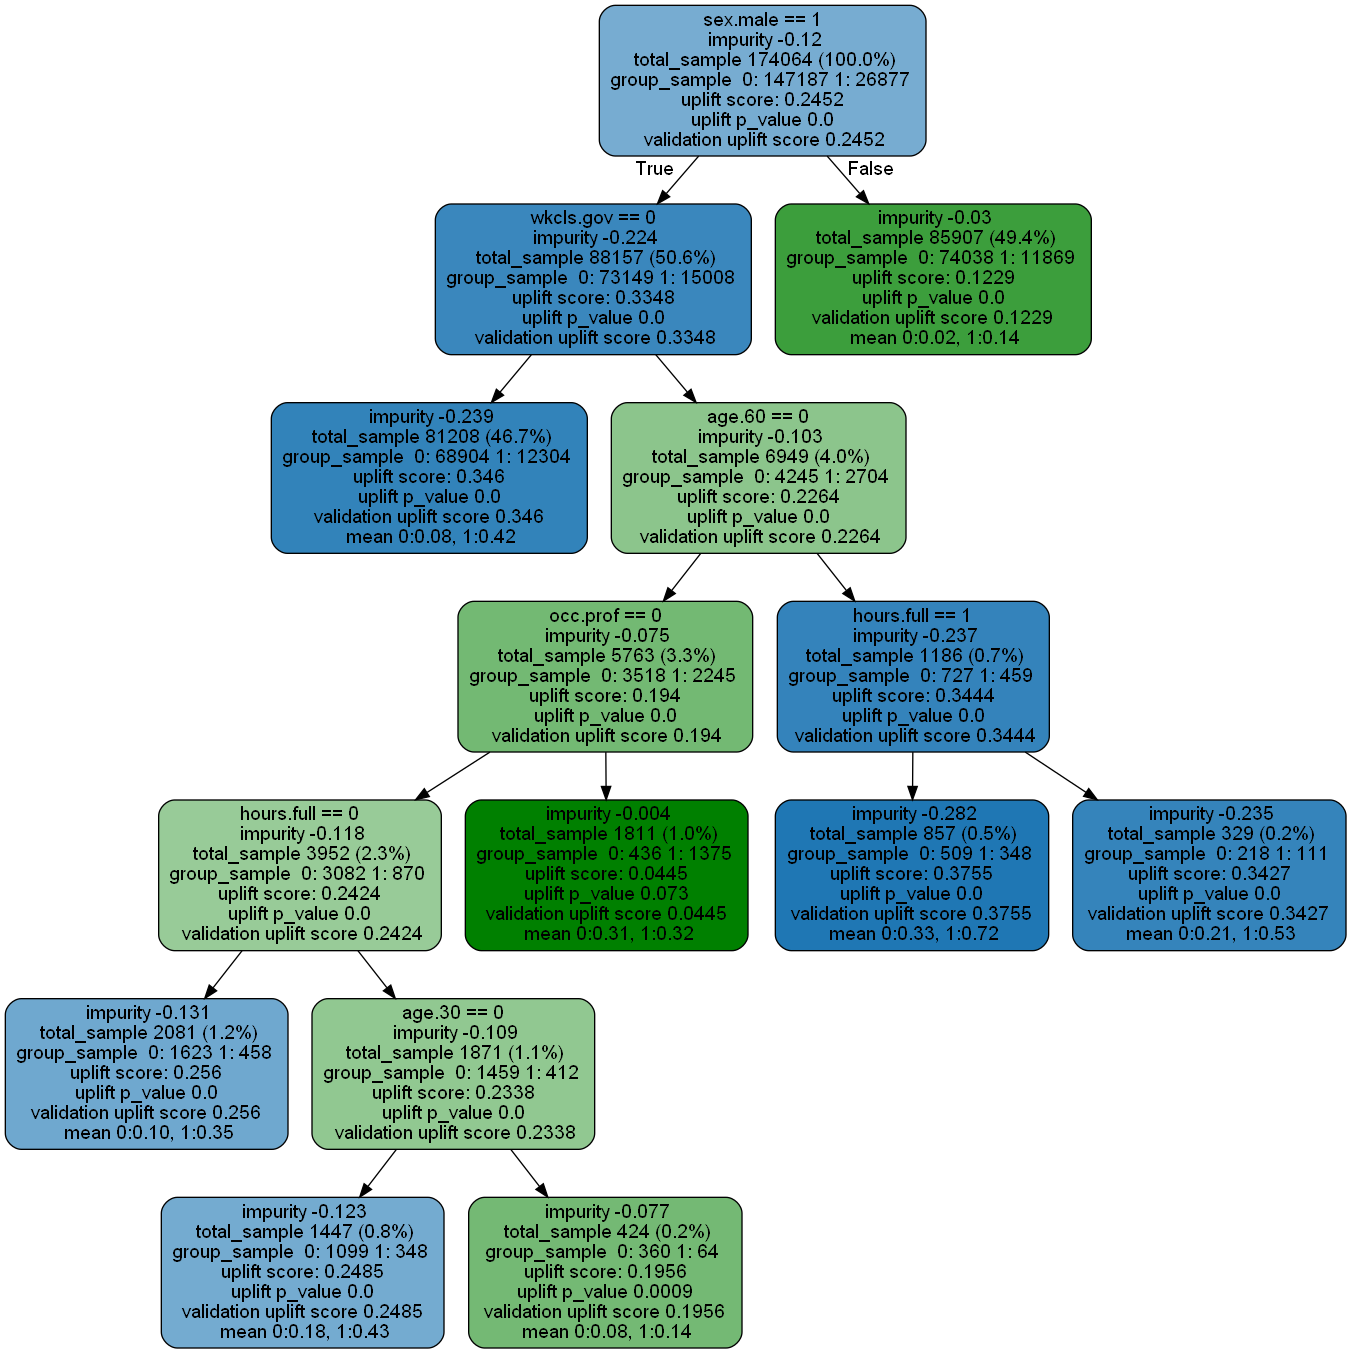 sex.male == 1
impurity -0.12
total_sample 174064 (100.0%)
group_sample 0: 147187 1: 26877
uplift score: 0.2452
uplift p_value 0.0
validation uplift score 0.2452
True
False
wkcls.gov == 0
impurity -0.224
total_sample 88157 (50.6%)
group_sample 0: 73149 1: 15008
uplift score: 0.3348
uplift p_value 0.0
validation uplift score 0.3348
impurity -0.03
total_sample 85907 (49.4%)
group_sample 0: 74038 1: 11869
uplift score: 0.1229
uplift p_value 0.0
validation uplift score 0.1229
mean 0:0.02, 1:0.14
impurity -0.239
total_sample 81208 (46.7%)
group_sample 0: 68904 1: 12304
uplift score: 0.346
uplift p_value 0.0
validation uplift score 0.346
mean 0:0.08, 1:0.42
age.60 == 0
impurity -0.103
total_sample 6949 (4.0%)
group_sample 0: 4245 1: 2704
uplift score: 0.2264
uplift p_value 0.0
validation uplift score 0.2264
occ.prof == 0
impurity -0.075
total_sample 5763 (3.3%)
group_sample 0: 3518 1: 2245
uplift score: 0.194
uplift p_value 0.0
validation uplift score 0.194
hours.full == 1
impurity -0.237
total_sample 1186 (0.7%)
group_sample 0: 727 1: 459
uplift score: 0.3444
uplift p_value 0.0
validation uplift score 0.3444
hours.full == 0
impurity -0.118
total_sample 3952 (2.3%)
group_sample 0: 3082 1: 870
uplift score: 0.2424
uplift p_value 0.0
validation uplift score 0.2424
impurity -0.004
total_sample 1811 (1.0%)
group_sample 0: 436 1: 1375
uplift score: 0.0445
uplift p_value 0.073
validation uplift score 0.0445
mean 0:0.31, 1:0.32
impurity -0.282
total_sample 857 (0.5%)
group_sample 0: 509 1: 348
uplift score: 0.3755
uplift p_value 0.0
validation uplift score 0.3755
mean 0:0.33, 1:0.72
impurity -0.235
total_sample 329 (0.2%)
group_sample 0: 218 1: 111
uplift score: 0.3427
uplift p_value 0.0
validation uplift score 0.3427
mean 0:0.21, 1:0.53
impurity -0.131
total_sample 2081 (1.2%)
group_sample 0: 1623 1: 458
uplift score: 0.256
uplift p_value 0.0
validation uplift score 0.256
mean 0:0.10, 1:0.35
age.30 == 0
impurity -0.109
total_sample 1871 (1.1%)
group_sample 0: 1459 1: 412
uplift score: 0.2338
uplift p_value 0.0
validation uplift score 0.2338
impurity -0.123
total_sample 1447 (0.8%)
group_sample 0: 1099 1: 348
uplift score: 0.2485
uplift p_value 0.0
validation uplift score 0.2485
mean 0:0.18, 1:0.43
impurity -0.077
total_sample 424 (0.2%)
group_sample 0: 360 1: 64
uplift score: 0.1956
uplift p_value 0.0009
validation uplift score 0.1956
mean 0:0.08, 1:0.14